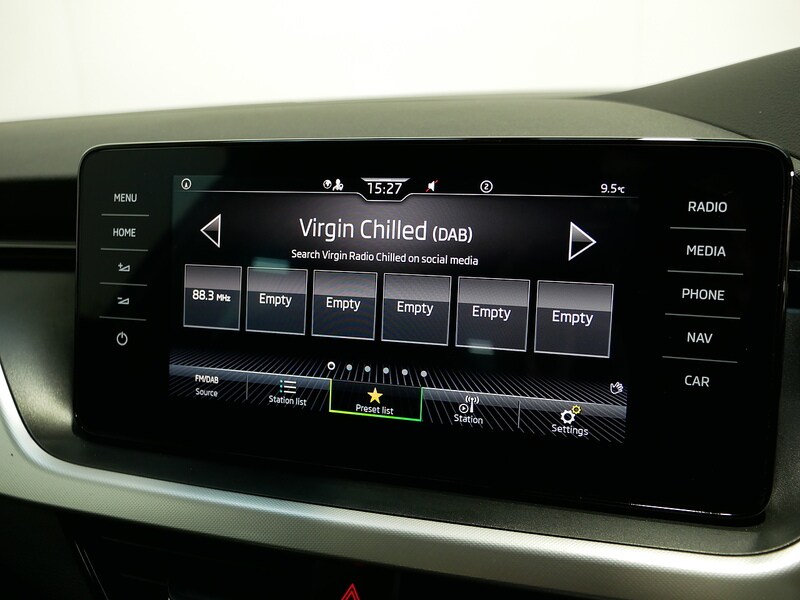 MENU
HOME
15:27
2
9.5°C
Virgin Chilled (DAB)
Search Virgin Radio Chilled on social media
88.3 MHz
Empty
Empty
Empty
Empty
Empty
FM/DAB
Source
Station list
Preset list
Station
Settings
RADIO
MEDIA
PHONE
NAV
CAR